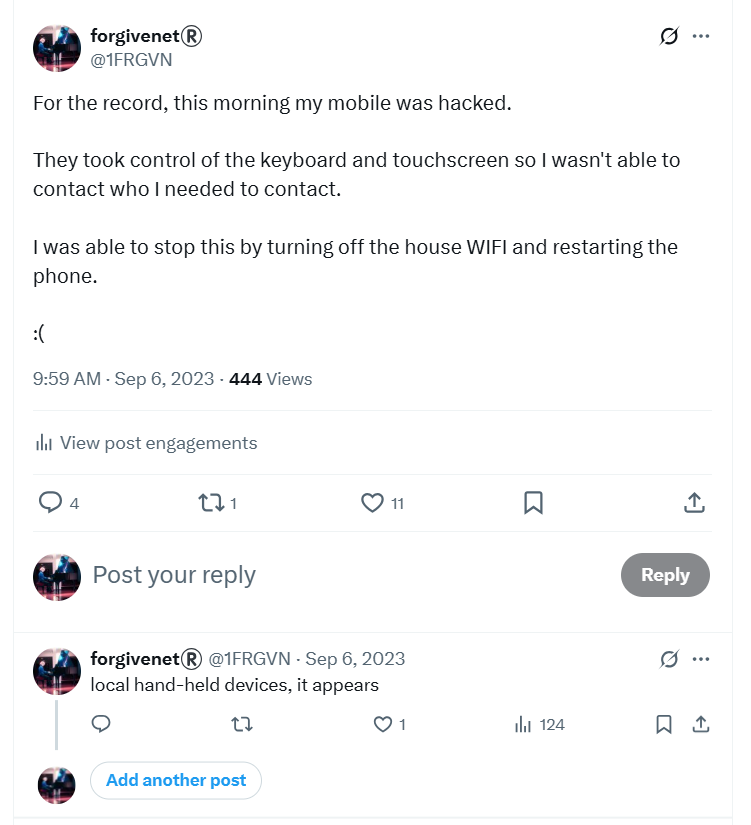 forgivenet®
@1FRGVN
For the record, this morning my mobile was hacked.
They took control of the keyboard and touchscreen so I wasn't able to
contact who I needed to contact.
I was able to stop this by turning off the house WIFI and restarting the
phone.
:(
9:59 AM · Sep 6, 2023 · 444 Views
View post engagements
4 1 11
Post your reply
Reply
forgivenet® @1FRGVN · Sep 6, 2023
local hand-held devices, it appears
1 124
Add another post